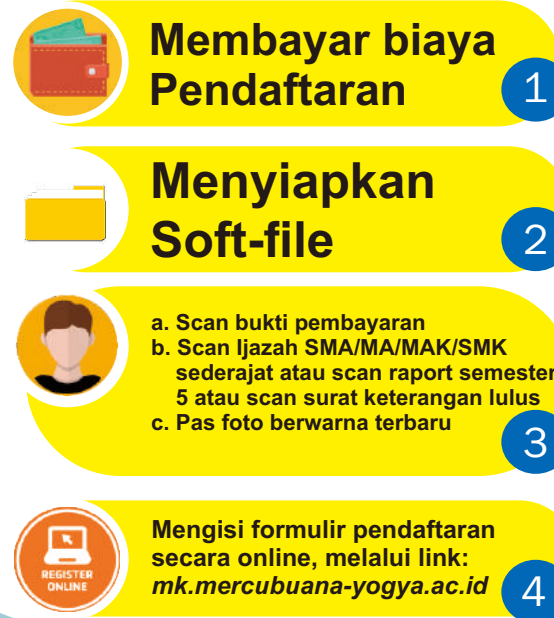 Membayar biaya
Pendaftaran
1
Menyiapkan
Soft-file
2
a. Scan bukti pembayaran
b. Scan Ijazah SMA/MA/MAK/SMK
sederajat atau scan raport semester
5 atau scan surat keterangan lulus
c. Pas foto berwarna terbaru
3
REGISTER
ONLINE
Mengisi formulir pendaftaran
secara online, melalui link:
mk.mercubuana-yogya.ac.id
4